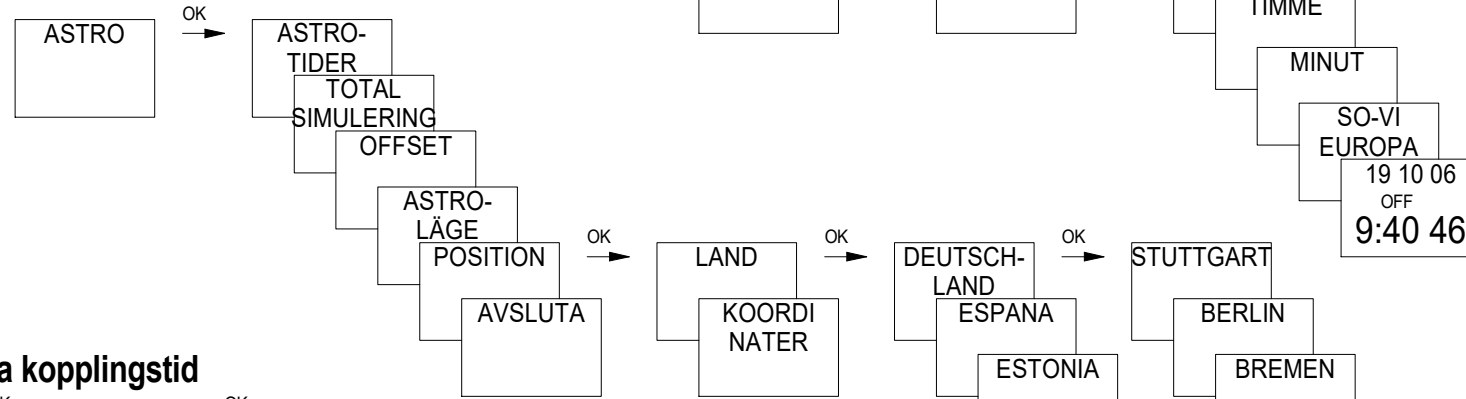 TIMME
OK
ASTRO
ASTRO-
TIDER
MINUT
TOTAL
SIMULERING
SO-VI
EUROPA
OFFSET
19 10 06
OFF
9:40 46
ASTRO-
LÄGE
POSITION
OK
LAND
OK
DEUTSCH-
LAND
OK
STUTTGART
AVSLUTA
KOORDI
NATER
ESPANA
BERLIN
a kopplingstid
ESTONIA
BREMEN
OK